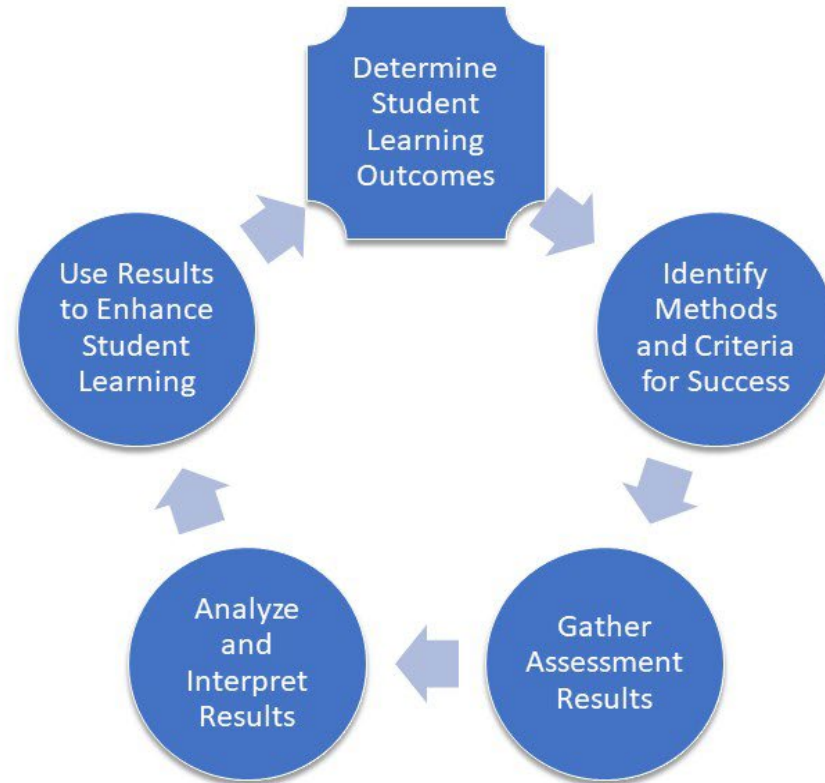 Determine
Student
Learning
Outcomes
Identify
Methods
and Criteria
for Success
Gather
Assessment
Results
Analyze
and
Interpret
Results
Use Results
to Enhance
Student
Learning